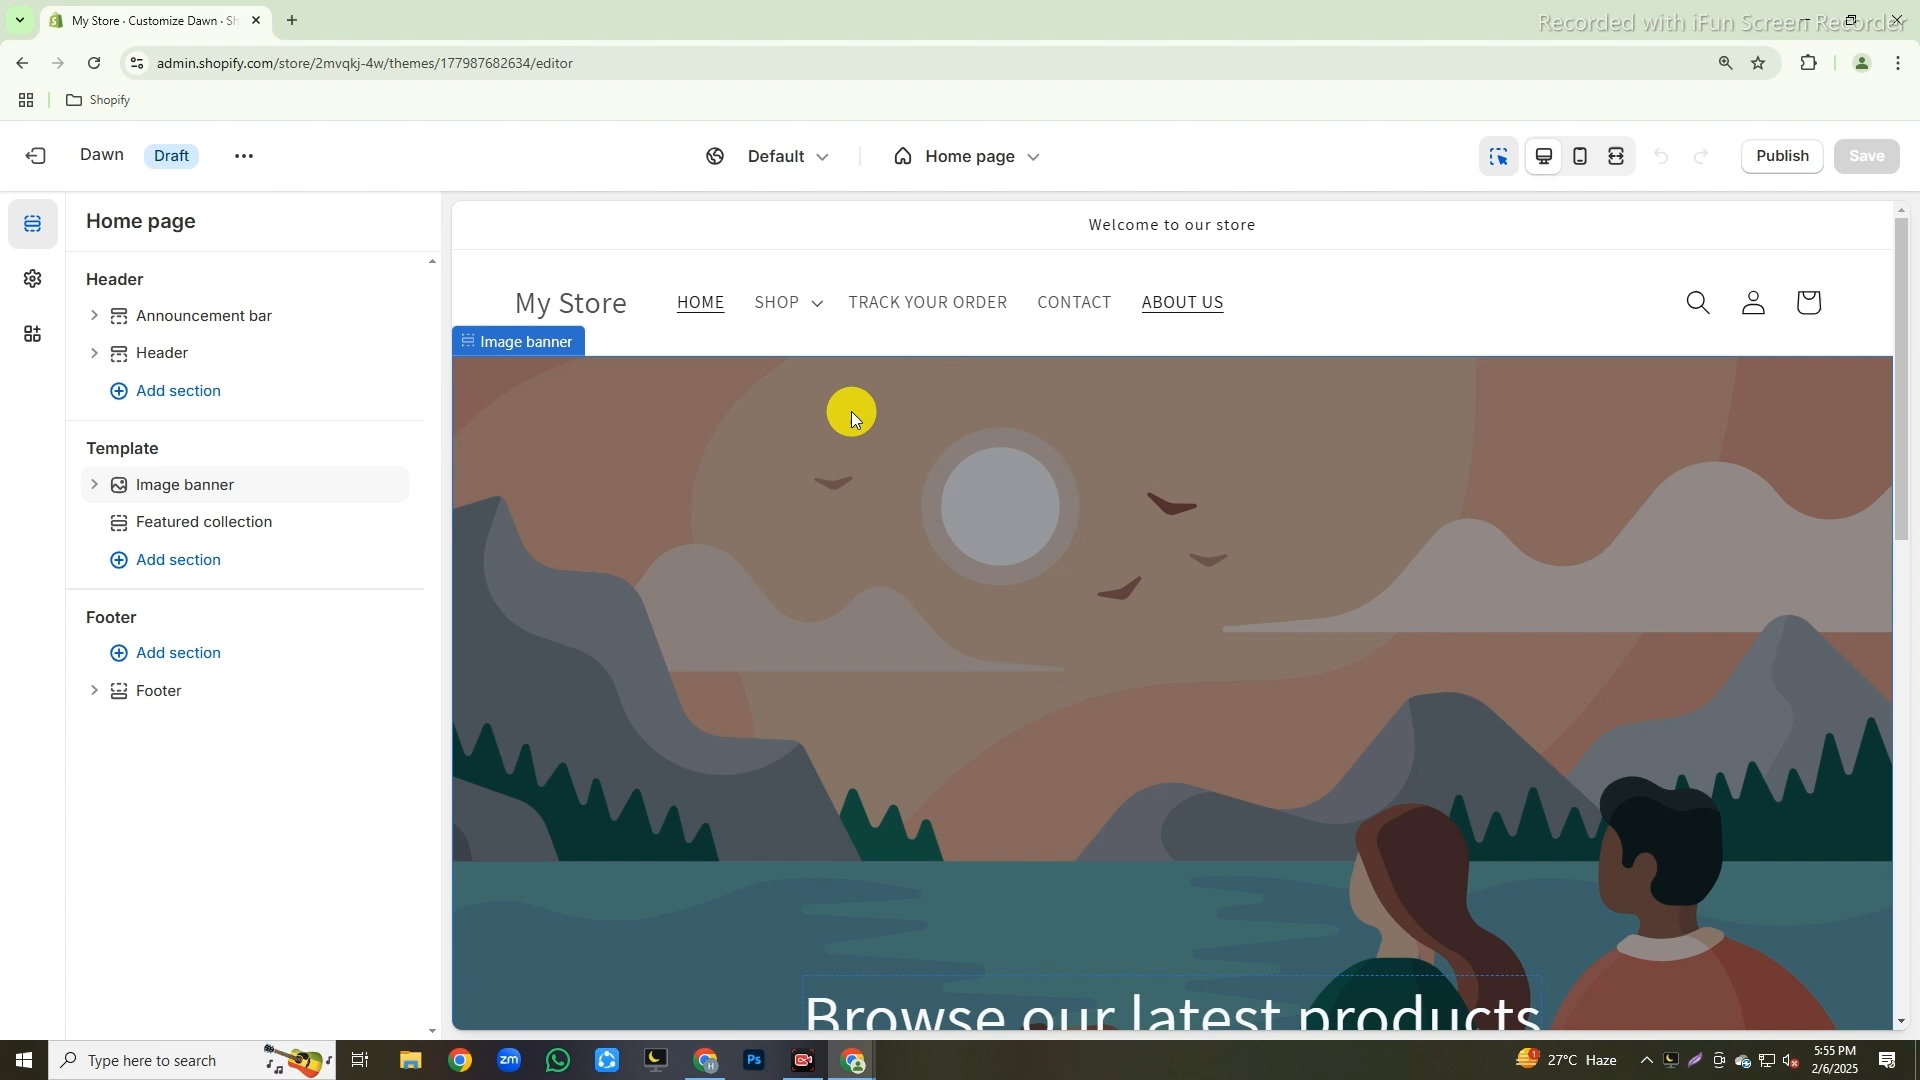 My Store · Customize Dawn · Sh
Recorded with iFun Screen Recorder
admin.shopify.com/store/2mvqkj-4w/themes/177987682634/editor
Shopify
Dawn
Draft
Default
Home page
Publish
Save
Home page
Header
Announcement bar
Header
Add section
Template
Image banner
Featured collection
Add section
Footer
Add section
Footer
Welcome to our store
My Store
HOME
SHOP
TRACK YOUR ORDER
CONTACT
ABOUT US
Image banner
Browse our latest products
Type here to search
zm
H
Ps
1
27°C Haze
5:55 PM
2/6/2025